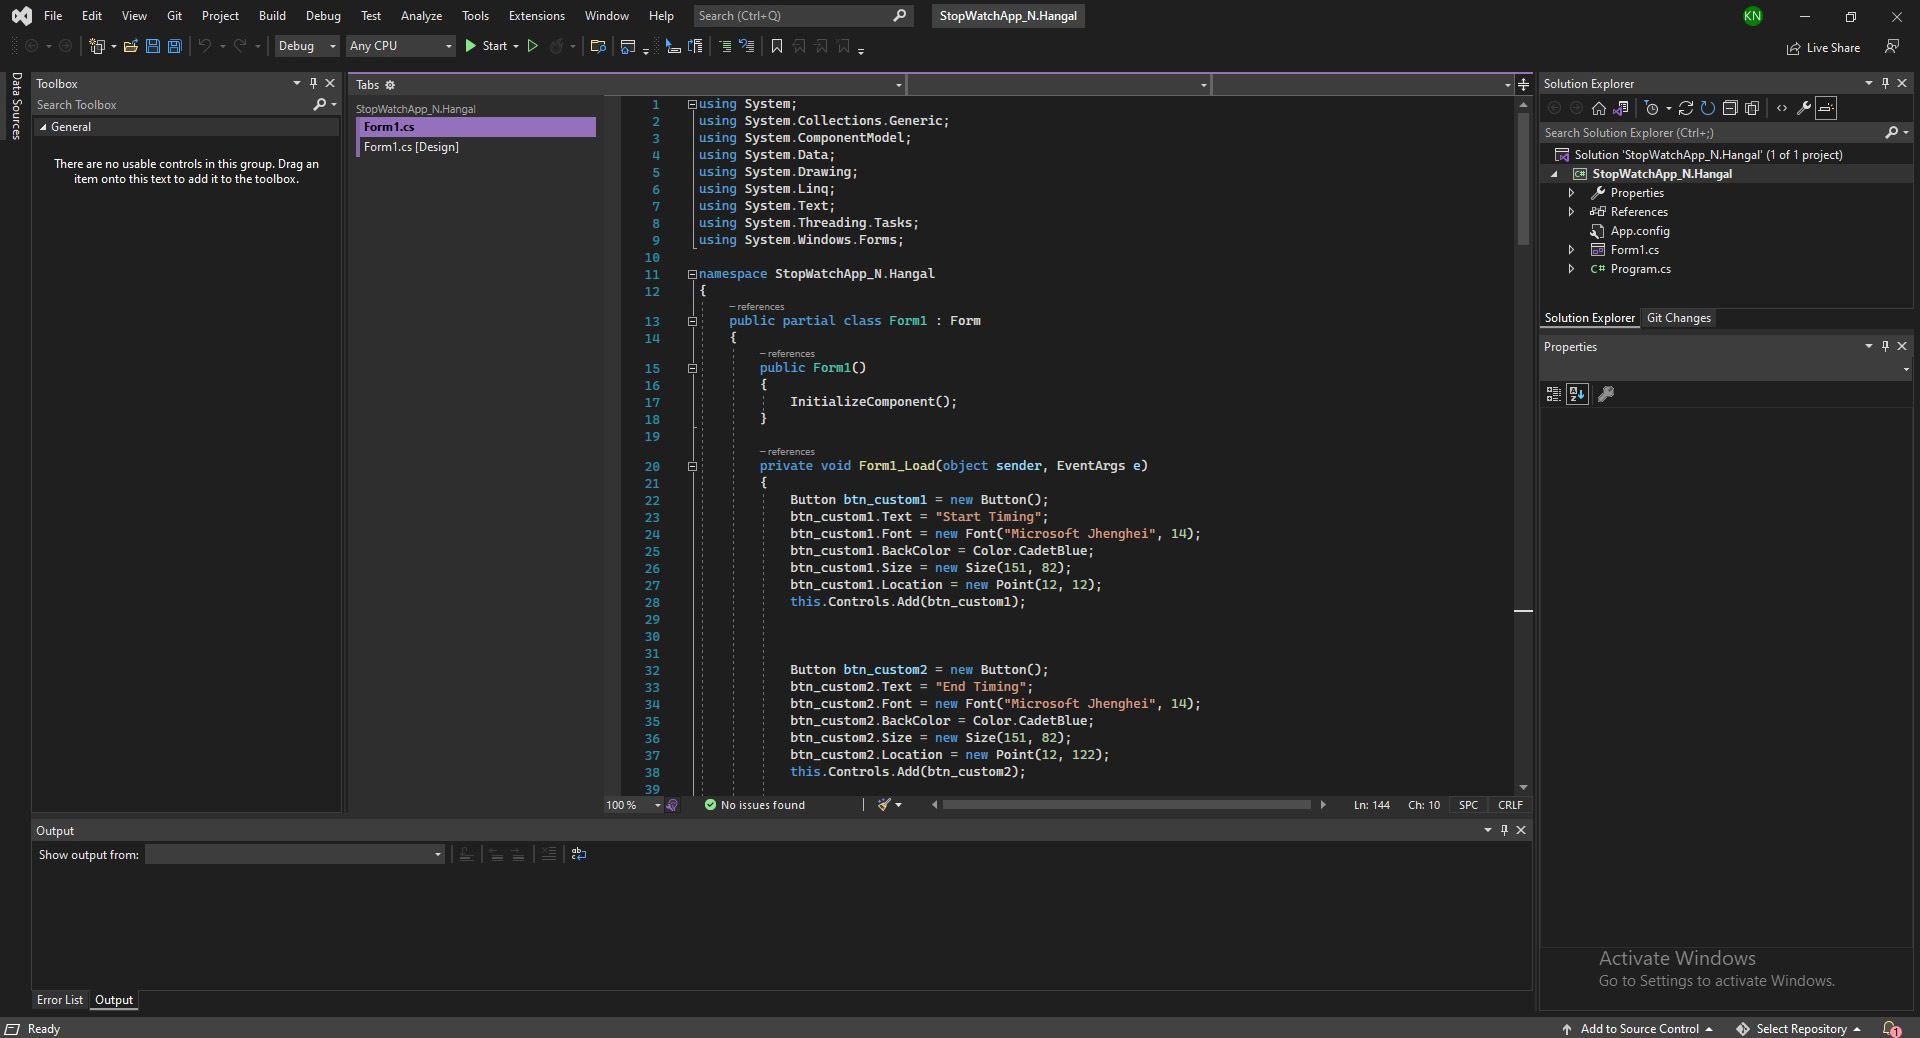 File Edit View Git Project Build Debug Test Analyze Tools Extensions Window Help Search (Ctrl+Q) StopWatchApp_N.Hangal KN
Debug Any CPU Start Live Share
Data Sources
Toolbox
Search Toolbox
General
There are no usable controls in this group. Drag an
item onto this text to add it to the toolbox.
Tabs
StopWatchApp_N.Hangal
Form1.cs
Form1.cs [Design]
1 using System;
2 using System.Collections.Generic;
3 using System.ComponentModel;
4 using System.Data;
5 using System.Drawing;
6 using System.Linq;
7 using System.Text;
8 using System.Threading.Tasks;
9 using System.Windows.Forms;
10
11 namespace StopWatchApp_N.Hangal
12 {
– references
13 public partial class Form1 : Form
14 {
– references
15 public Form1()
16 {
17 InitializeComponent();
18 }
19
– references
20 private void Form1_Load(object sender, EventArgs e)
21 {
22 Button btn_custom1 = new Button();
23 btn_custom1.Text = "Start Timing";
24 btn_custom1.Font = new Font("Microsoft Jhenghei", 14);
25 btn_custom1.BackColor = Color.CadetBlue;
26 btn_custom1.Size = new Size(151, 82);
27 btn_custom1.Location = new Point(12, 12);
28 this.Controls.Add(btn_custom1);
29
30
31
32 Button btn_custom2 = new Button();
33 btn_custom2.Text = "End Timing";
34 btn_custom2.Font = new Font("Microsoft Jhenghei", 14);
35 btn_custom2.BackColor = Color.CadetBlue;
36 btn_custom2.Size = new Size(151, 82);
37 btn_custom2.Location = new Point(12, 122);
38 this.Controls.Add(btn_custom2);
39
100 % No issues found Ln: 144 Ch: 10 SPC CRLF
Solution Explorer
Search Solution Explorer (Ctrl+;)
Solution 'StopWatchApp_N.Hangal' (1 of 1 project)
StopWatchApp_N.Hangal
Properties
References
App.config
Form1.cs
C# Program.cs
Solution Explorer Git Changes
Properties
Output
Show output from:
Error List Output
Activate Windows
Go to Settings to activate Windows.
Ready Add to Source Control Select Repository 1